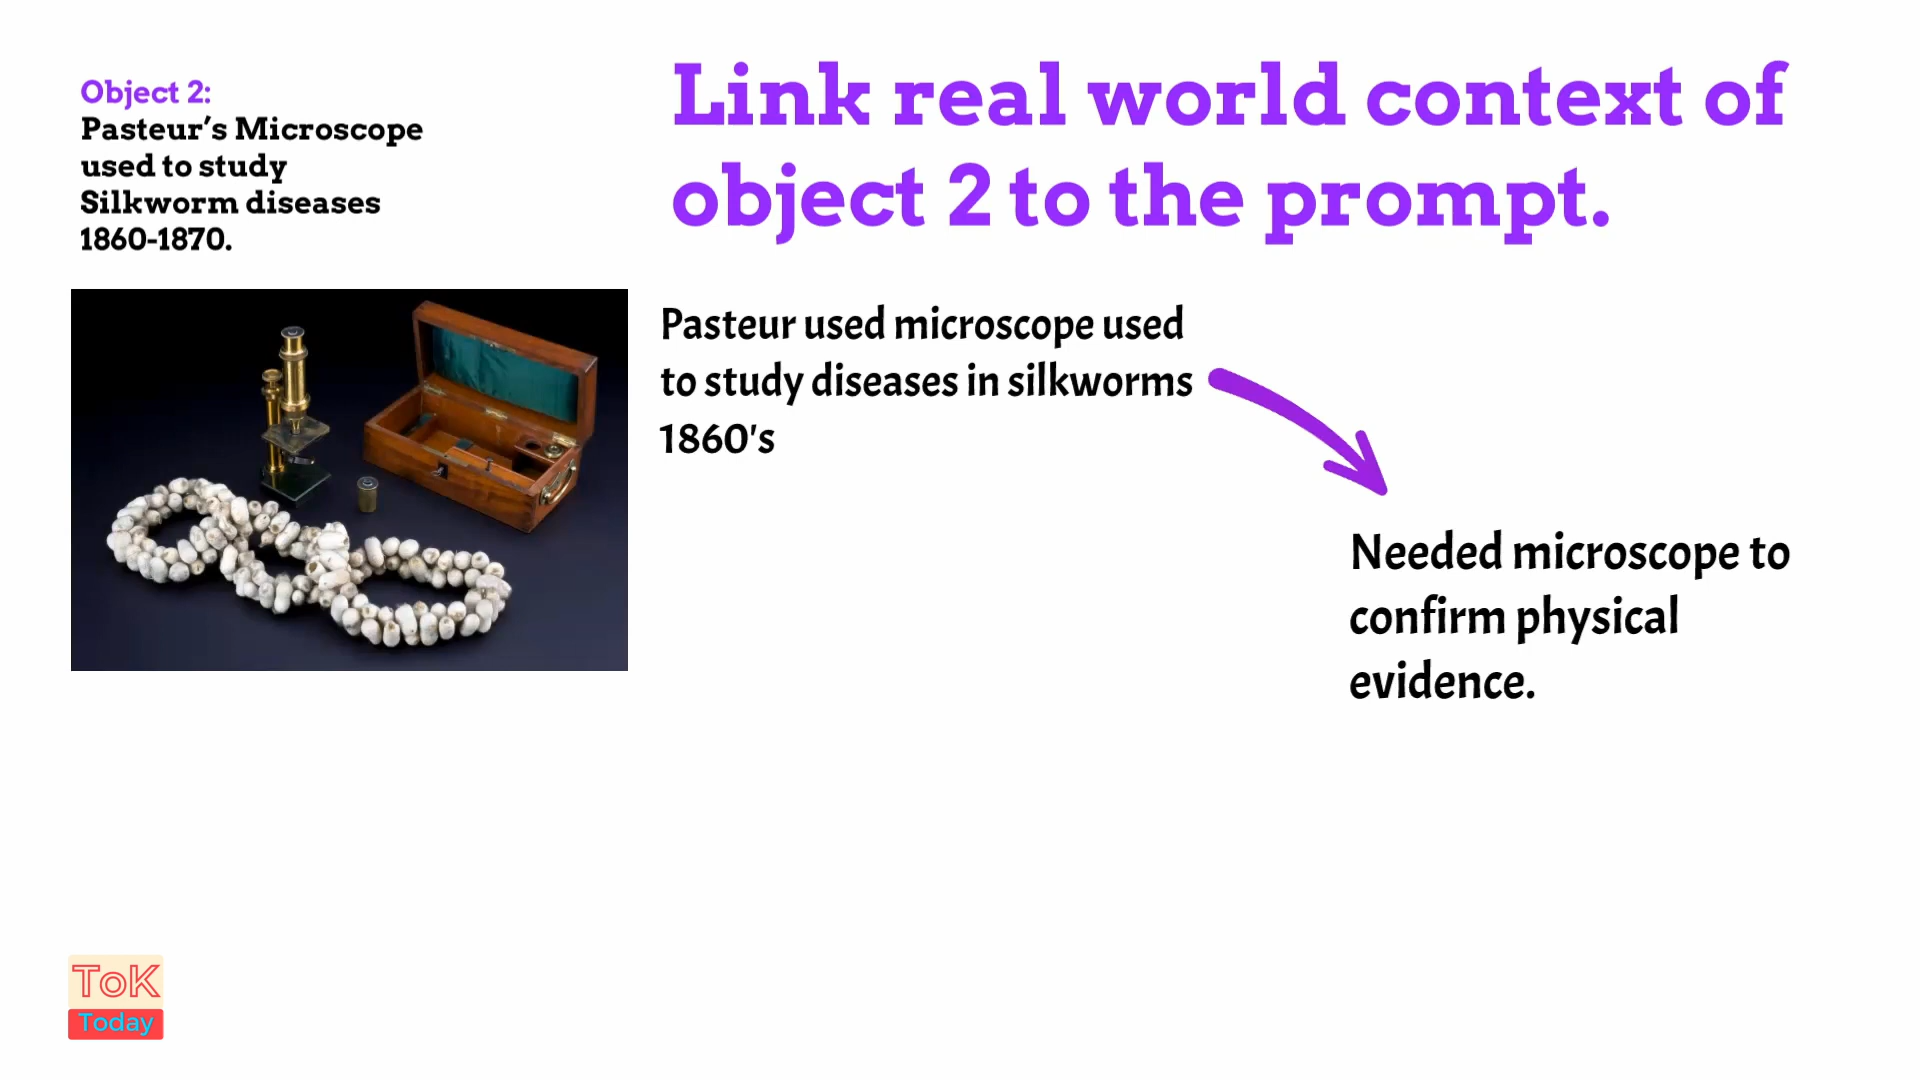 Object 2:
Pasteur’s Microscope
used to study
Silkworm diseases
1860-1870.
Link real world context of
object 2 to the prompt.
Pasteur used microscope used
to study diseases in silkworms
1860's
Needed microscope to
confirm physical
evidence.
ToK
Today